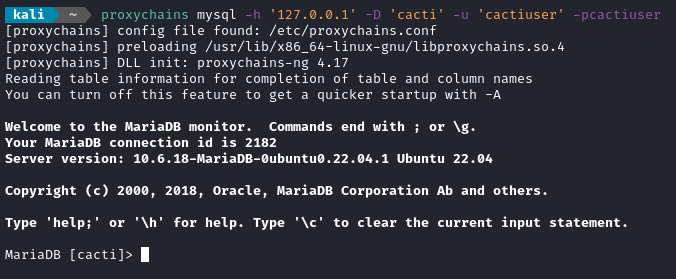 kali ~ proxychains mysql -h '127.0.0.1' -D 'cacti' -u 'cactiuser' -pcactiuser
[proxychains] config file found: /etc/proxychains.conf
[proxychains] preloading /usr/lib/x86_64-linux-gnu/libproxychains.so.4
[proxychains] DLL init: proxychains-ng 4.17
Reading table information for completion of table and column names
You can turn off this feature to get a quicker startup with -A
Welcome to the MariaDB monitor.  Commands end with ; or \g.
Your MariaDB connection id is 2182
Server version: 10.6.18-MariaDB-0ubuntu0.22.04.1 Ubuntu 22.04
Copyright (c) 2000, 2018, Oracle, MariaDB Corporation Ab and others.
Type 'help;' or '\h' for help. Type '\c' to clear the current input statement.
MariaDB [cacti]>